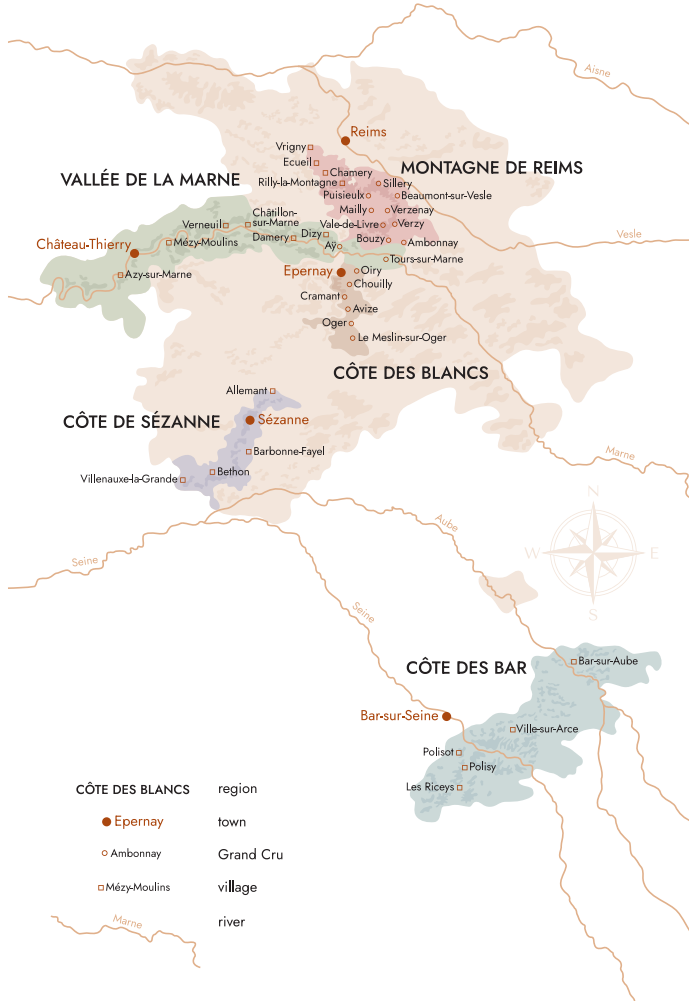 Aisne
Reims
Vrigny
Ecueil
MONTAGNE DE REIMS
Chamery
VALLÉE DE LA MARNE
Rilly-la-Montagne
Sillery
Puisieulx
Beaumont-sur-Vesle
Mailly
Verzenay
Châtillon
-sur-Marne
Verneuil
Vale-de-Livre
Verzy
Vesle
Château-Thierry
Mézy-Moulins
Damery
Dizy
Aÿ
Bouzy
Ambonnay
Tours-sur-Marne
Azy-sur-Marne
Epernay
Oiry
Chouilly
Cramant
Avize
Oger
Le Meslin-sur-Oger
CÔTE DES BLANCS
Allemant
CÔTE DE SÉZANNE
Sézanne
Barbonne-Fayel
Marne
Bethon
Villenauxe-la-Grande
N
Aube
W
E
Seine
S
Seine
CÔTE DES BAR
Bar-sur-Aube
Bar-sur-Seine
Ville-sur-Arce
Polisot
Polisy
Les Riceys
CÔTE DES BLANCS region
Epernay town
Ambonnay Grand Cru
Mézy-Moulins village
Marne river